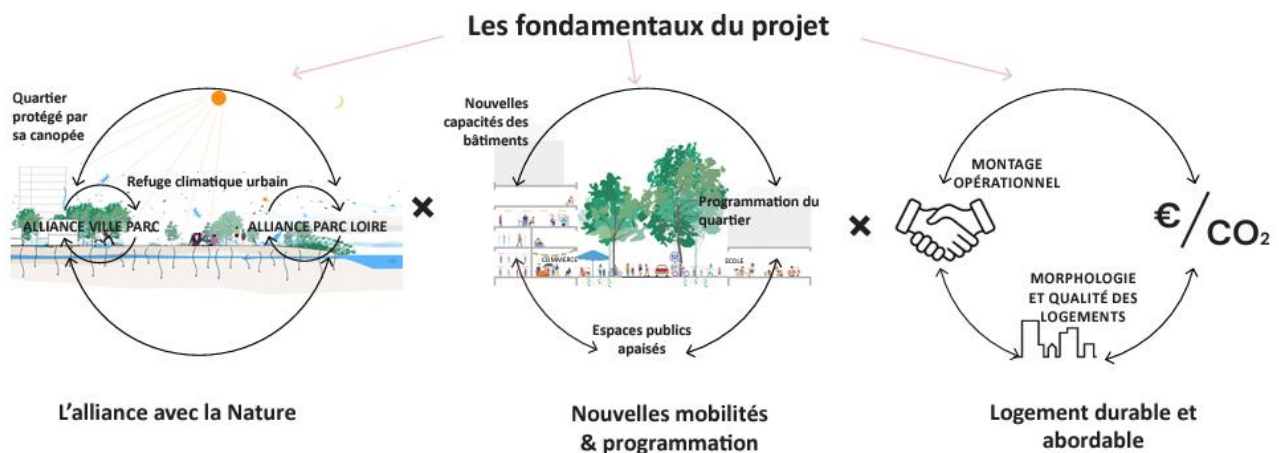 Les fondamentaux du projet
Quartier
protégé par
sa canopée
Refuge climatique urbain
ALLIANCE VILLE PARC
ALLIANCE PARC LOIRE
L’alliance avec la Nature
×
Nouvelles
capacités des
bâtiments
Programmation du
quartier
COMMERCE
ECOLE
Espaces publics
apaisés
Nouvelles mobilités
& programmation
×
MONTAGE
OPÉRATIONNEL
€/CO₂
MORPHOLOGIE
ET QUALITÉ DES
LOGEMENTS
Logement durable et
abordable